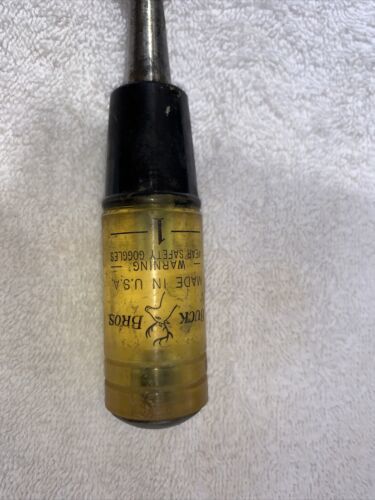 BUCK BROS
MADE IN U.S.A.
WARNING
WEAR SAFETY GOGGLES
1